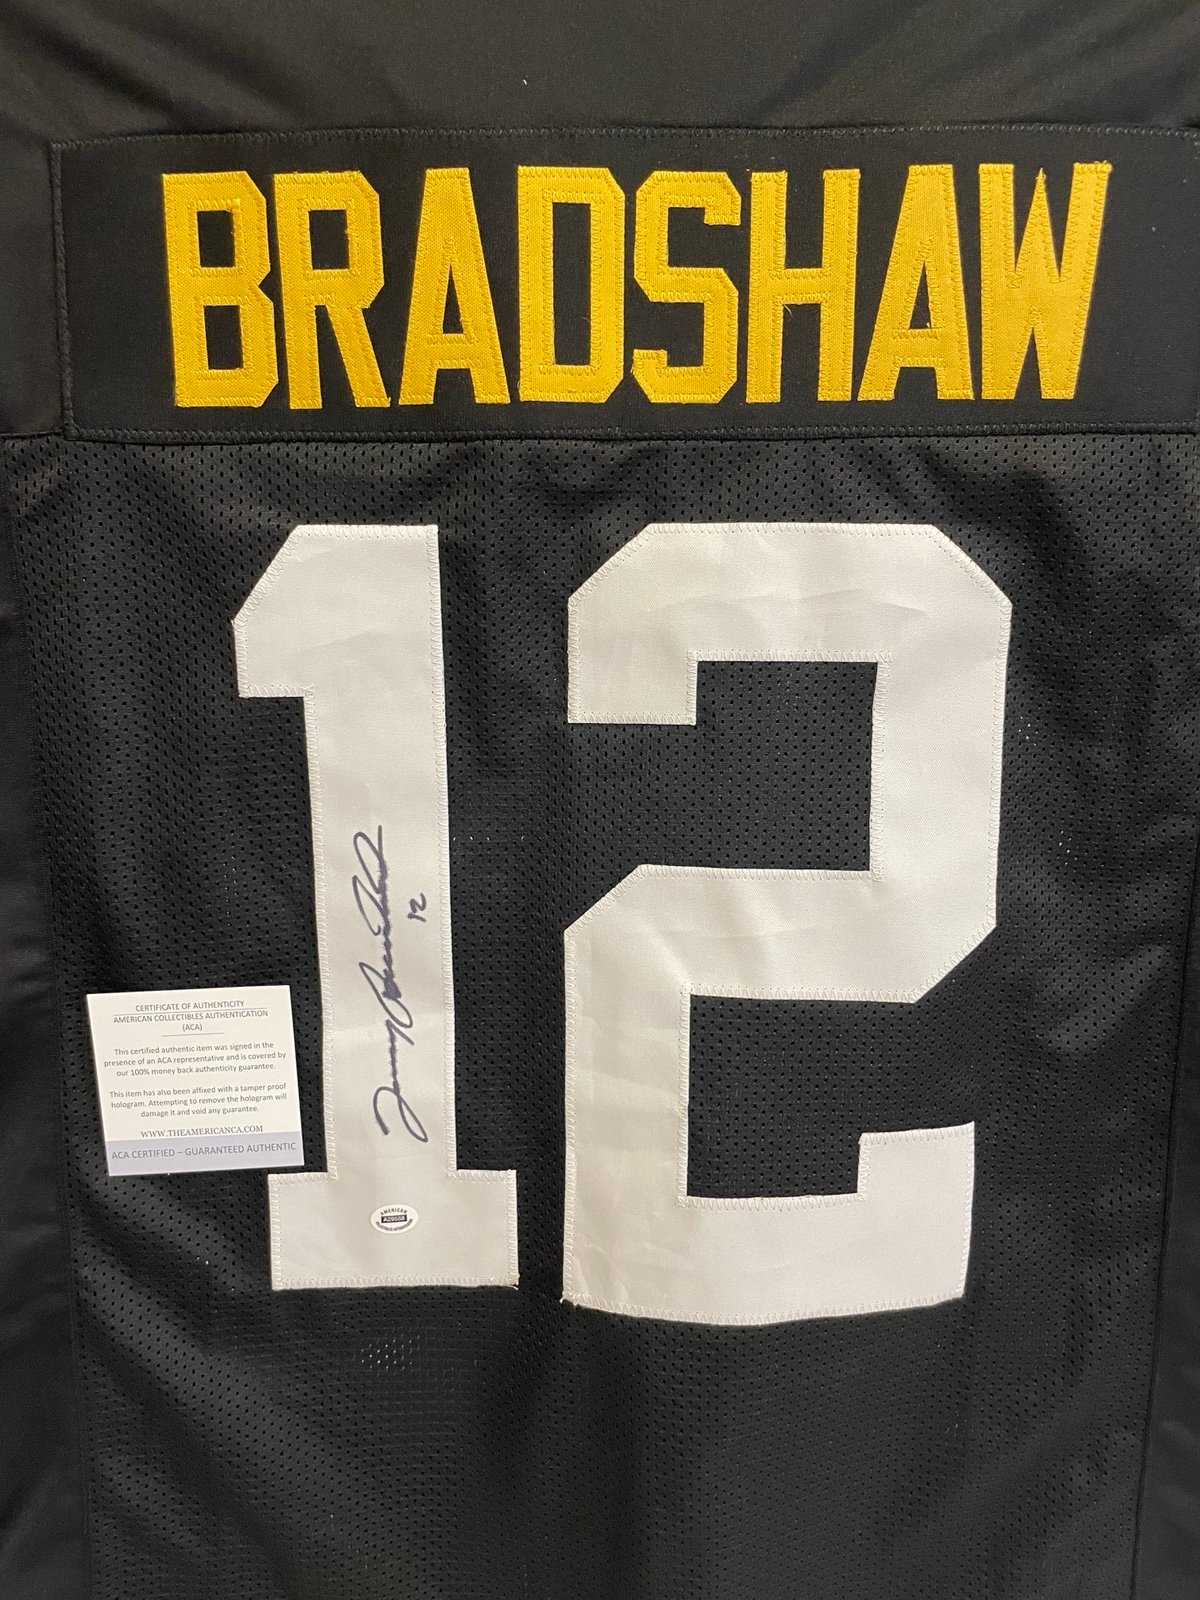 BRADSHAW
12
12
CERTIFICATE OF AUTHENTICITY
AMERICAN COLLECTIBLES AUTHENTICATION
(ACA)
This certified authentic item was signed in the
presence of an ACA representative and is covered by
our 100% money back authenticity guarantee.
This item has also been affixed with a tamper proof
hologram. Attempting to remove the hologram will
damage it and void any guarantee.
WWW.THEAMERICANCA.COM
ACA CERTIFIED – GUARANTEED AUTHENTIC
AMERICAN